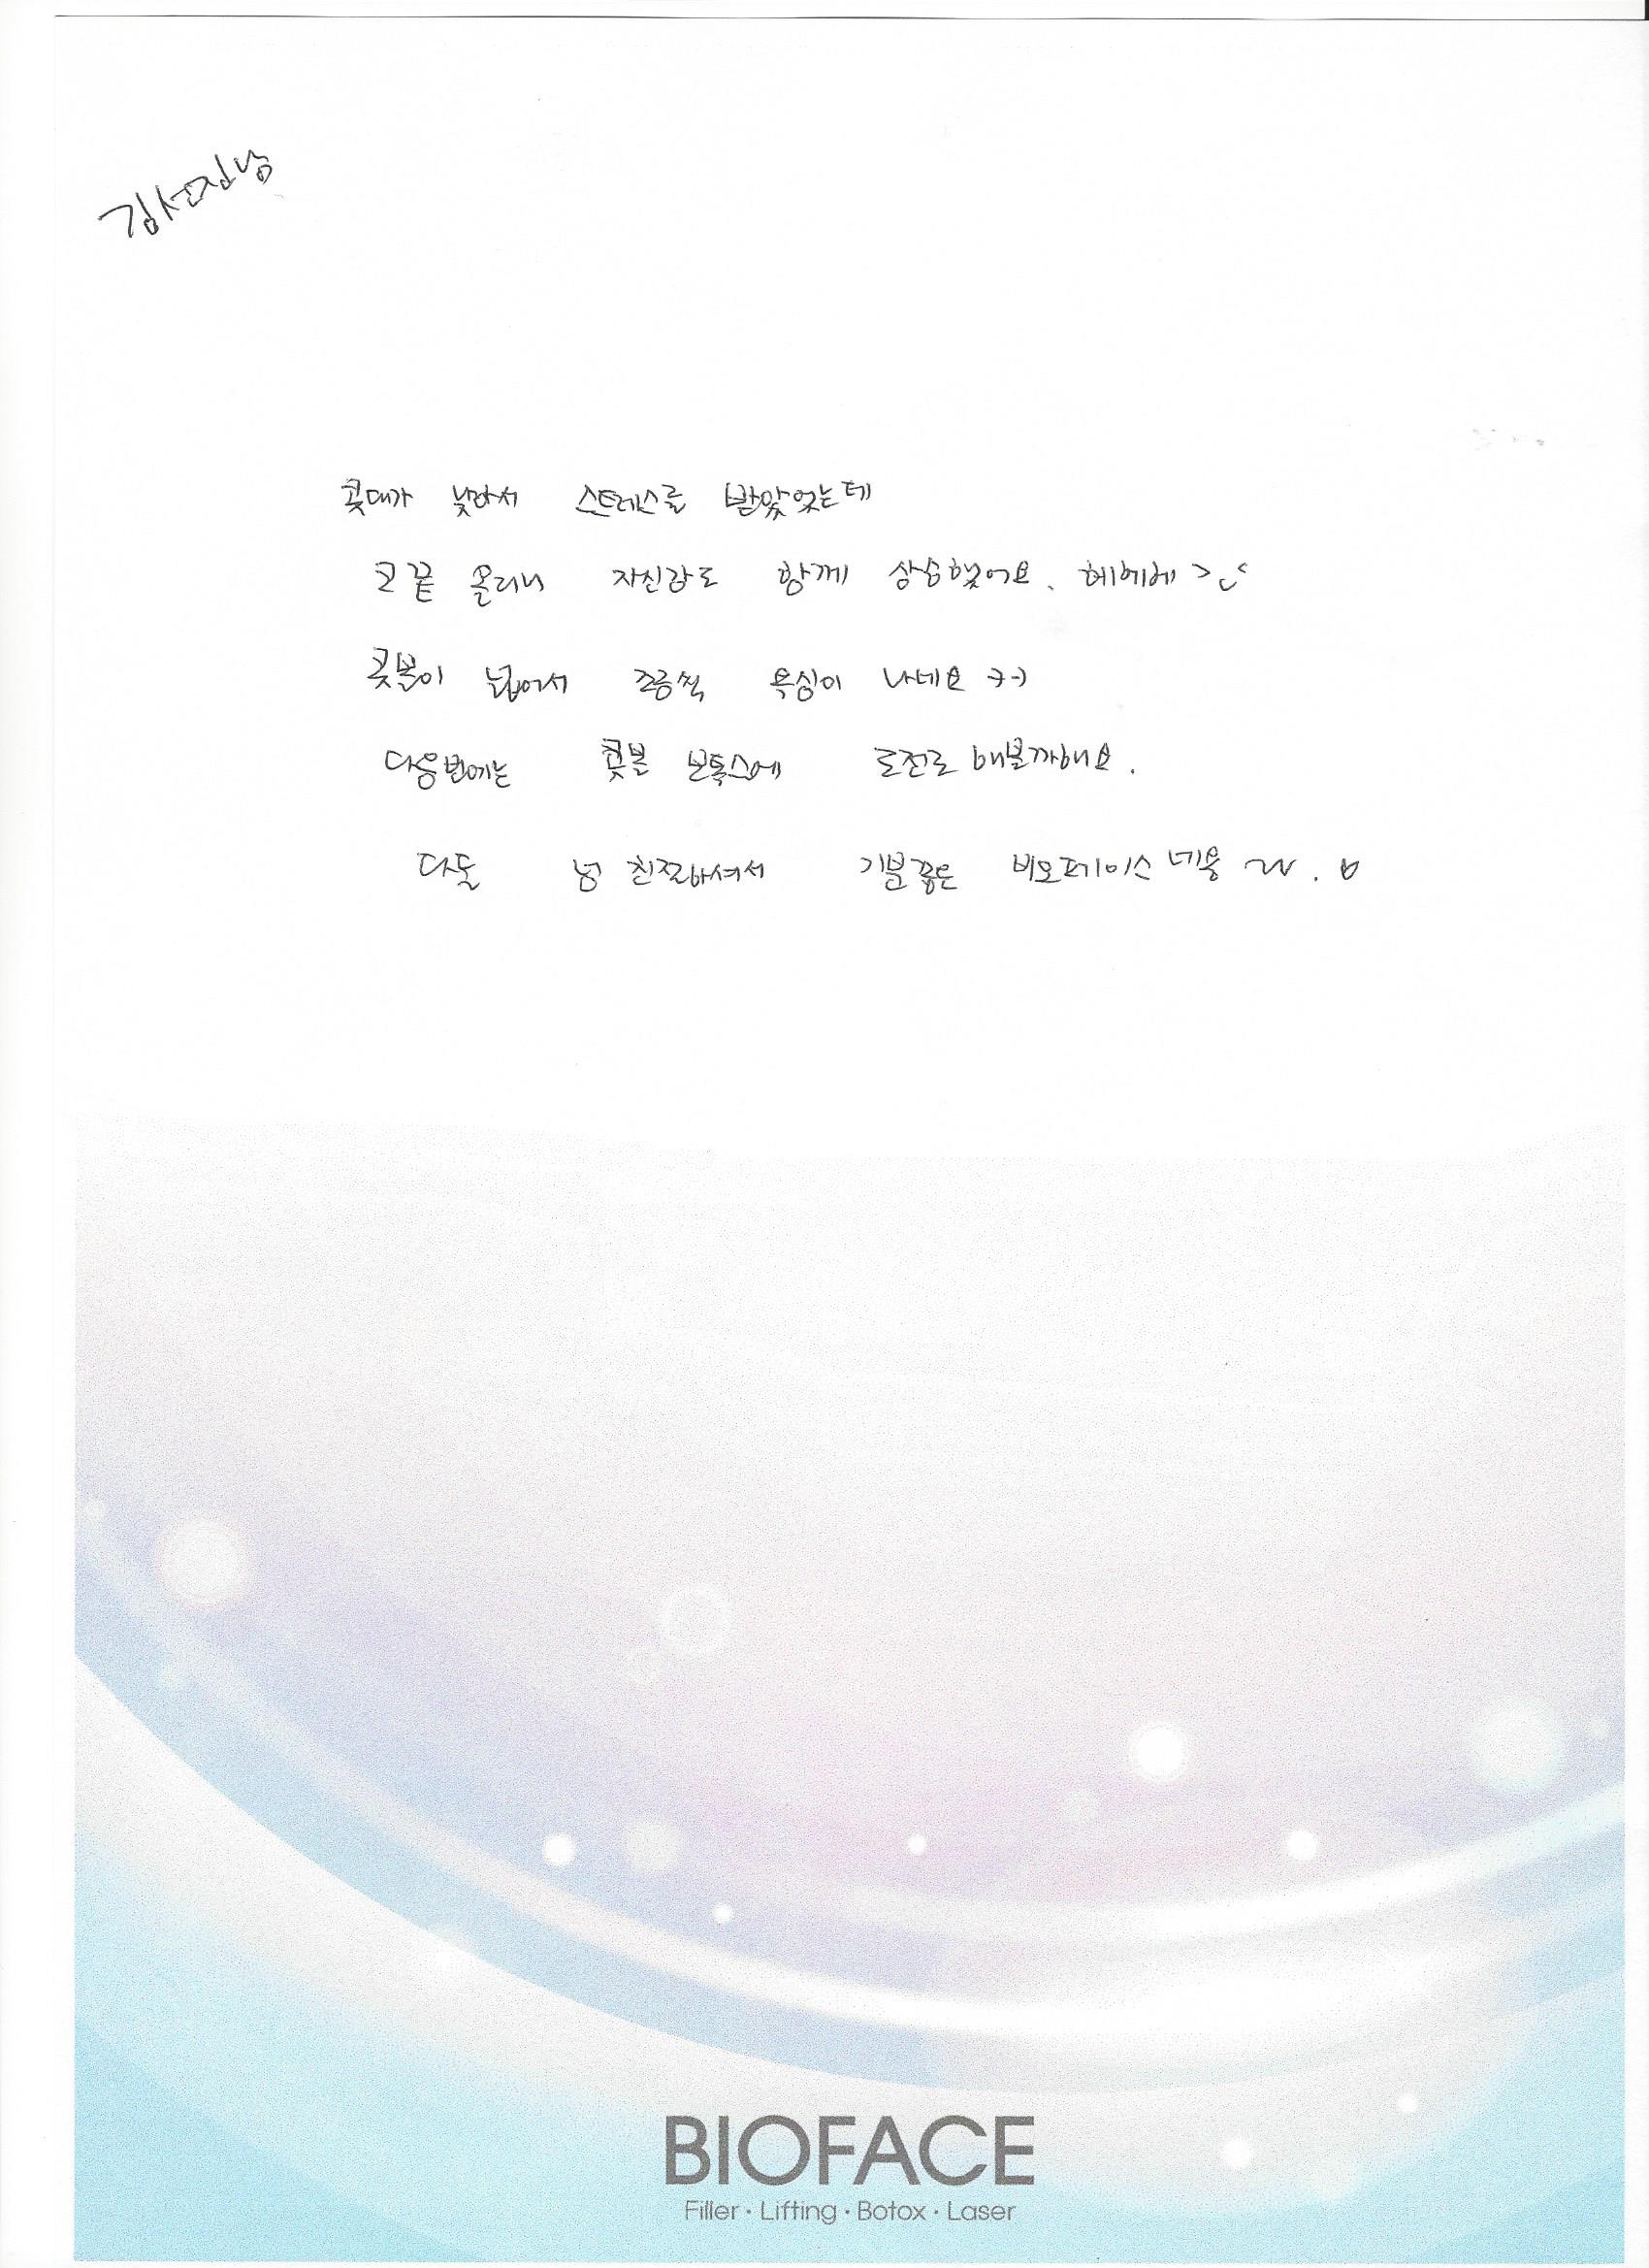 김선진님
콧대가 낮아서 스트레스를 받았었는데
코끝 올리니 자신감도 함께 상승했어요. 헤헤헤 >ᴗ<
콧볼이 넓어서 조금씩 욕심이 나네요 ㅋㅋ
다음번에는 콧볼 보톡스에 도전도 해볼까해요.
다들 넘 친절하셔서 기분좋은 비오페이스 네용 ~~. ♡
BIOFACE
Filler · Lifting · Botox · Laser